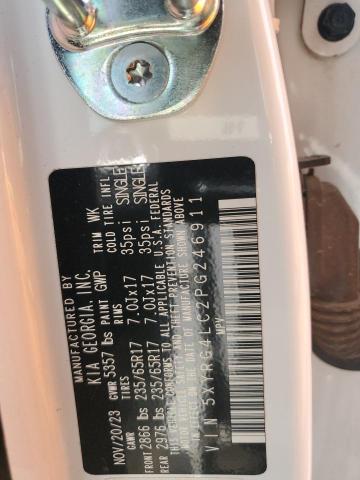 MANUFACTURED BY
KIA GEORGIA, INC.
NOV/20/23 GVWR 5357 lbs PAINT GWP TRIM WK
GAWR TIRES RIMS COLD TIRE INFL
FRONT 2866 lbs 235/65R17 7.0Jx17 35psi SINGLE
REAR 2976 lbs 235/65R17 7.0Jx17 35psi SINGLE
THIS VEHICLE CONFORMS TO ALL APPLICABLE U.S.A. FEDERAL
MOTOR VEHICLE SAFETY, BUMPER, AND THEFT PREVENTION STANDARDS
IN EFFECT ON THE DATE OF MANUFACTURE SHOWN ABOVE
VIN 5XYRG4LC2PG246911
MPV